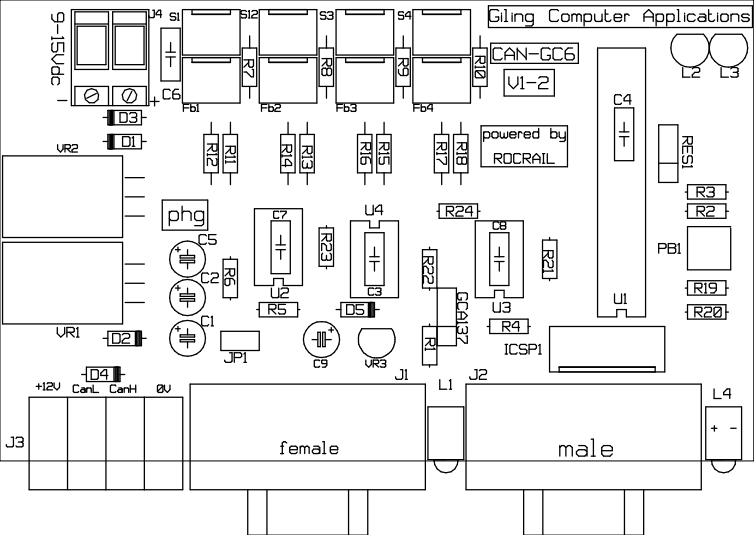 9-15Vdc
J4
S1
S12
S3
S4
Giling Computer Applications
CAN-GC6
V1-2
L2
L3
C6
R7
R8
R9
R10
C4
- +
Fb1
Fb2
Fb3
Fb4
D3
D1
R12
R11
R14
R13
R16
R15
R17
R18
powered by
ROCRAIL
RES1
VR2
R3
R2
phg
C7
U4
R24
C8
C5
R23
R21
PB1
C2
R6
R22
U2
C3
R19
R5
D5
U3
U1
R20
GCA137
C1
R4
VR1
D2
JP1
C9
VR3
R1
ICSP1
D4
J1
J2
L1
L4
+12V
CanL
CanH
0V
J3
female
male
+ -